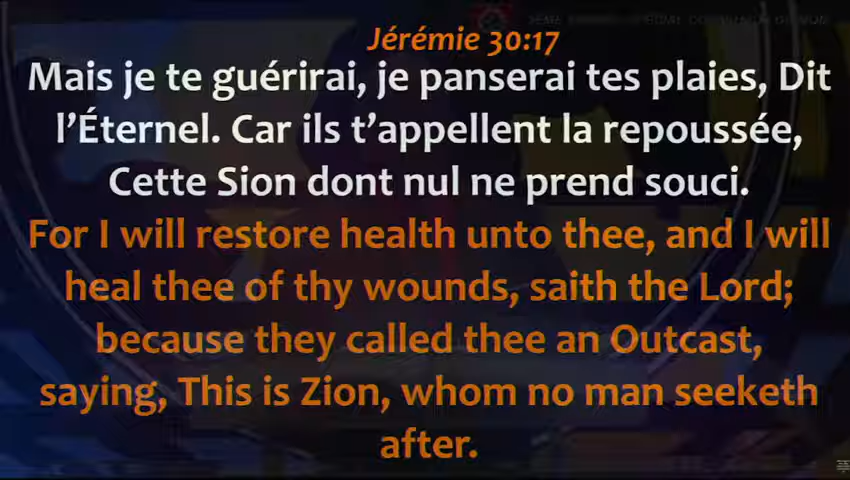 Jérémie 30:17
Mais je te guérirai, je panserai tes plaies, Dit
l’Éternel. Car ils t’appellent la repoussée,
Cette Sion dont nul ne prend souci.
For I will restore health unto thee, and I will
heal thee of thy wounds, saith the Lord;
because they called thee an Outcast,
saying, This is Zion, whom no man seeketh
after.